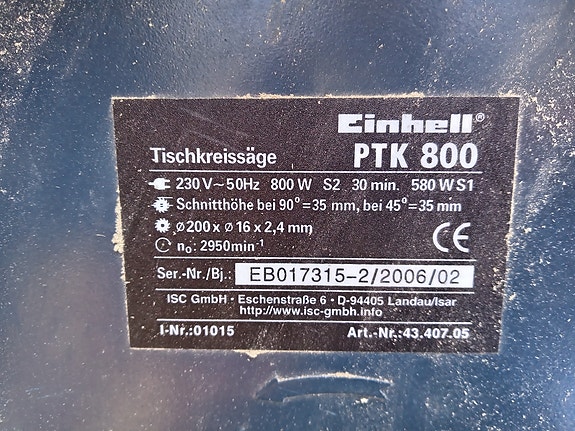 Einhell®
Tischkreissäge PTK 800
230 V~50Hz 800 W S2 30 min. 580 W S1
Schnitthöhe bei 90°=35 mm, bei 45°=35 mm
ø200 x ø 16 x 2,4 mm
CE
n₀: 2950min⁻¹
Ser.-Nr./Bj.: EB017315-2/2006/02
ISC GmbH · Eschenstraße 6 · D-94405 Landau/Isar
http://www.isc-gmbh.info
I-Nr.:01015 Art.-Nr.:43.407.05